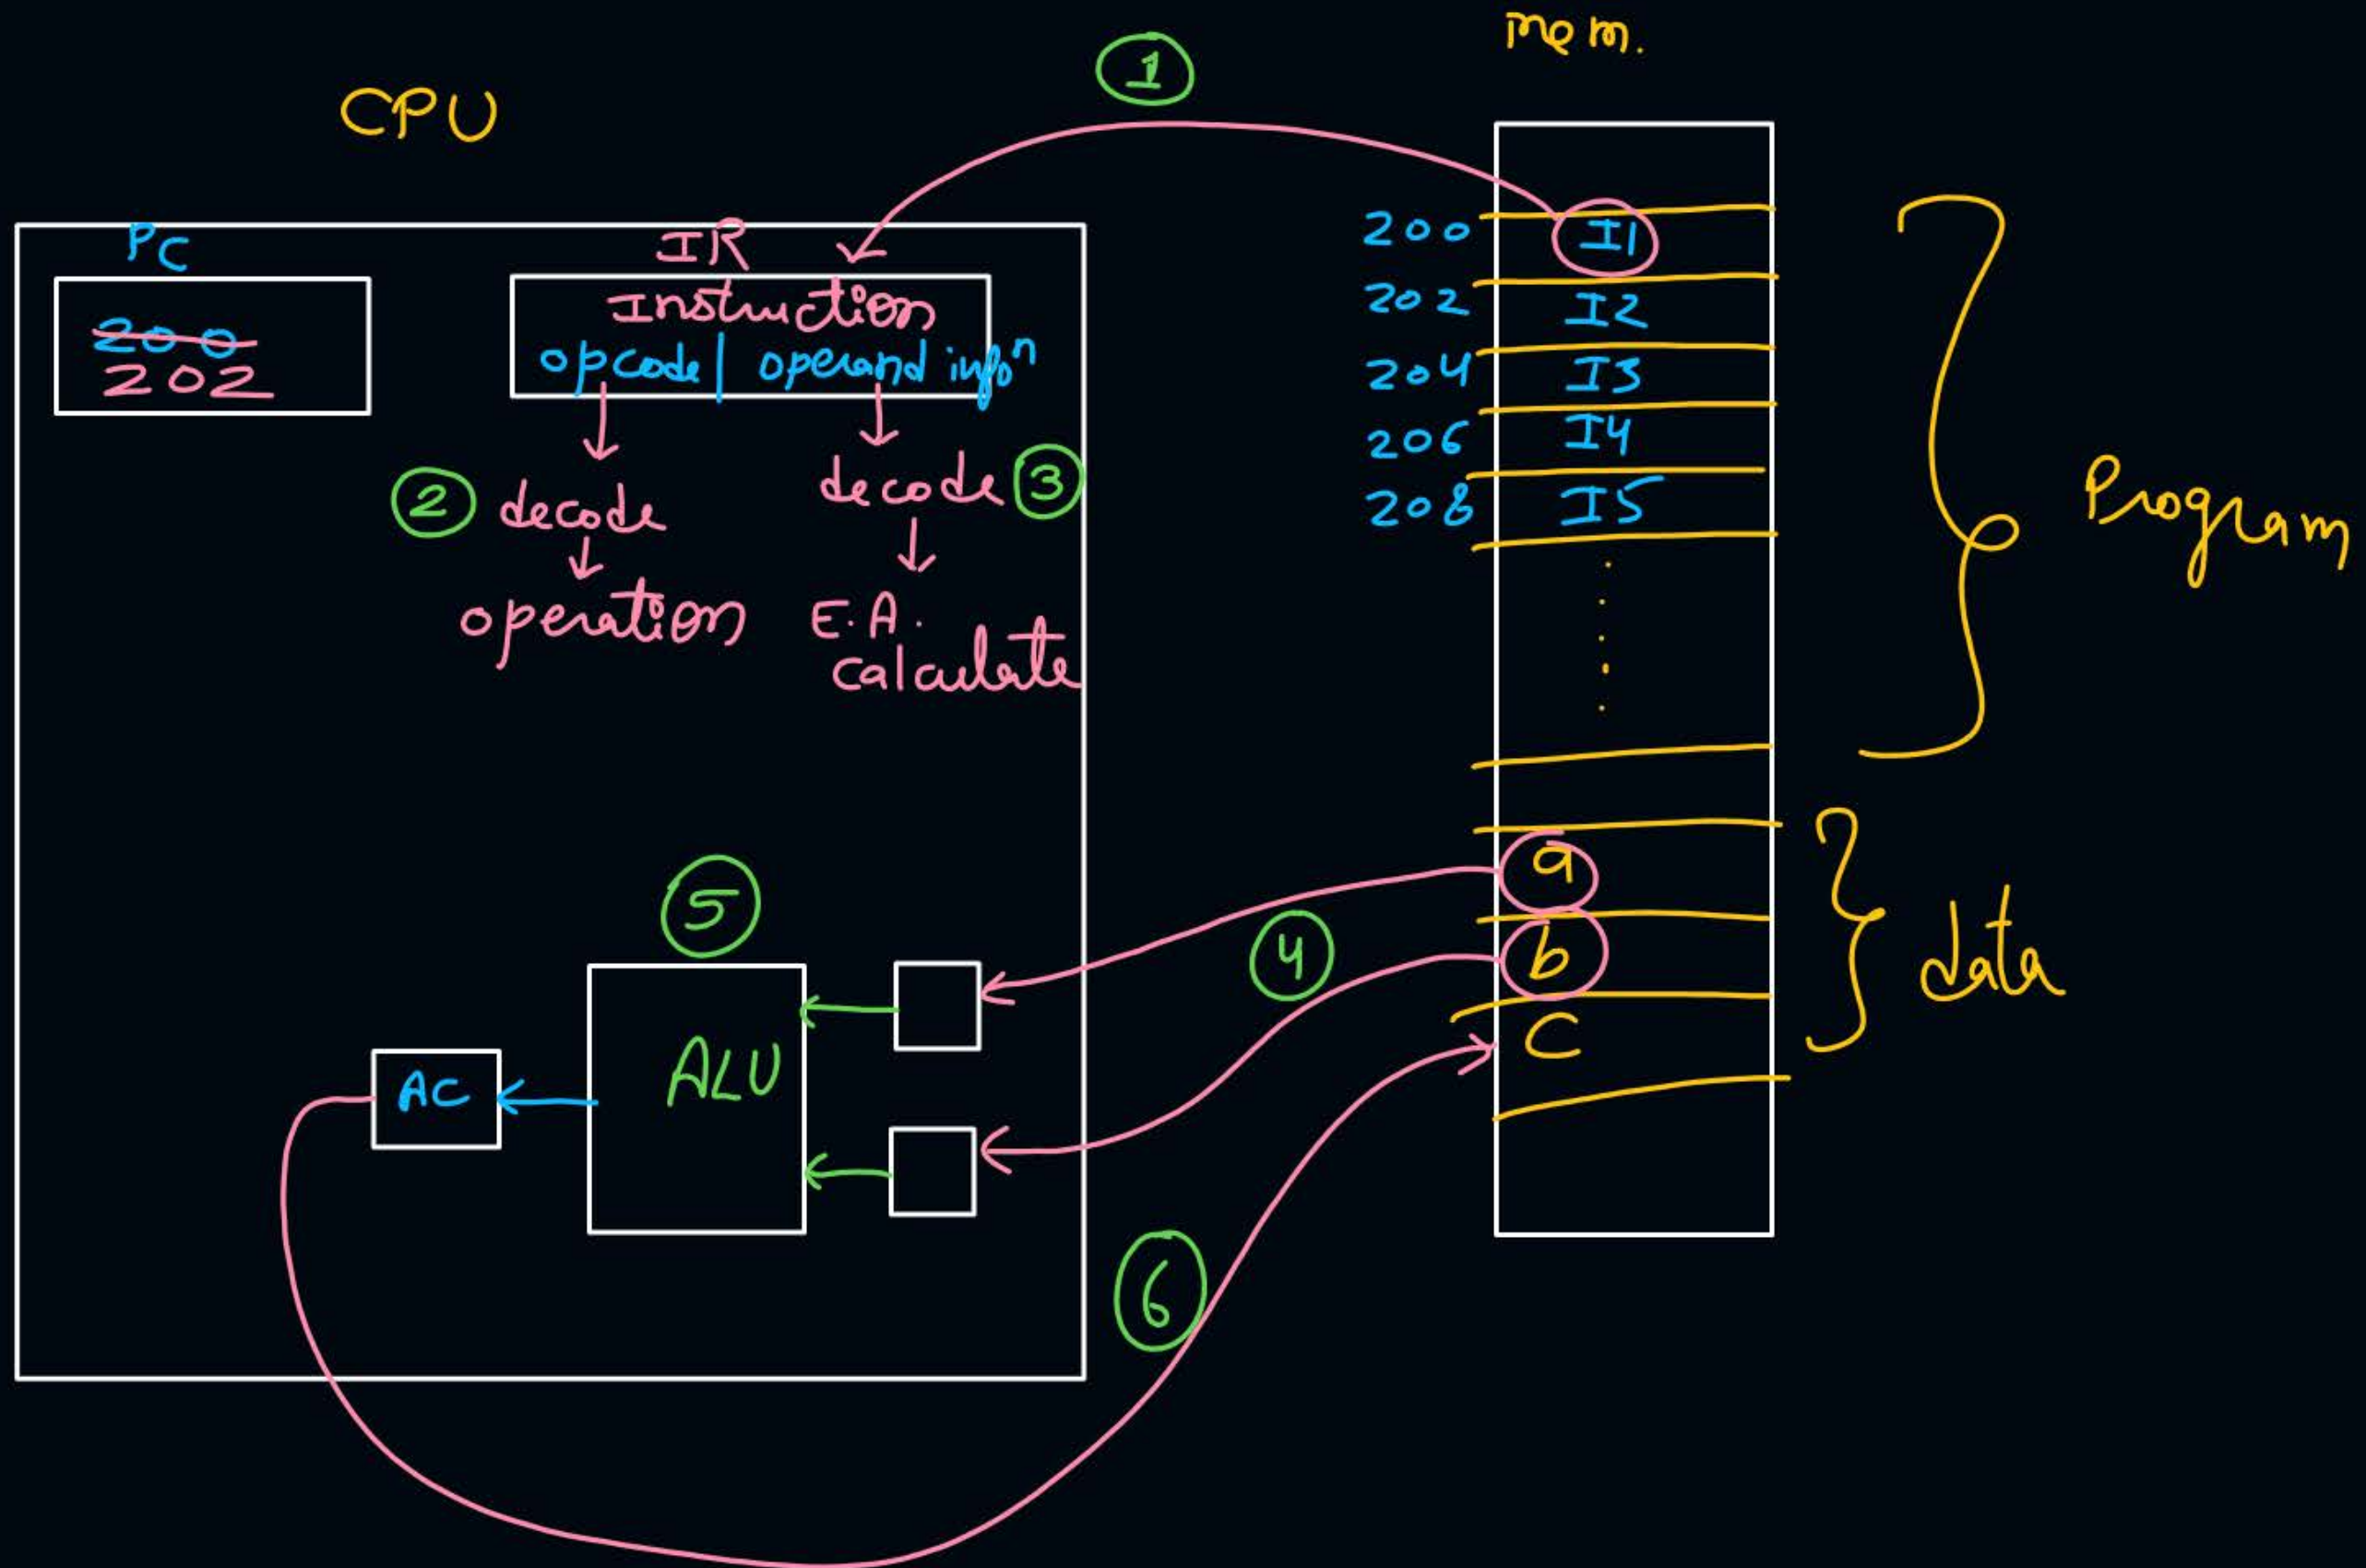 mem.
1
CPU
PC
IR
200
I1
Instruction
202
I2
200
opcode | operand infoⁿ
204
I3
202
206
I4
208
I5
Program
2
decode
decode
3
operation
E.A.
calculate
a
5
4
b
data
C
AC
ALU
6